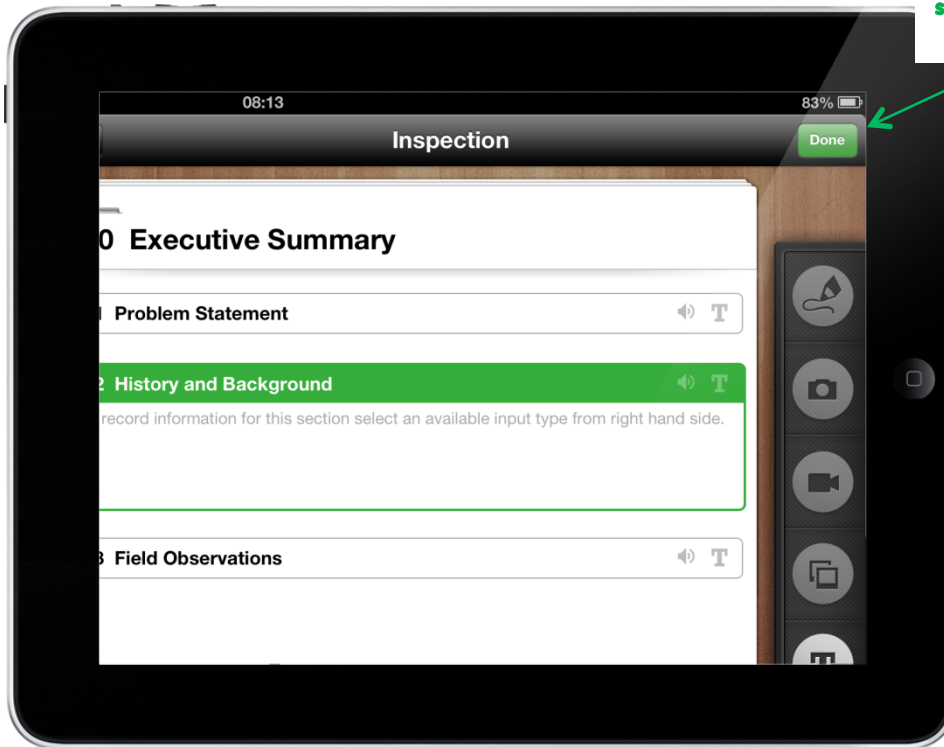 s
08:13
83%
Inspection
Done
0 Executive Summary
Problem Statement
T
2 History and Background
T
record information for this section select an available input type from right hand side.
3 Field Observations
T
T